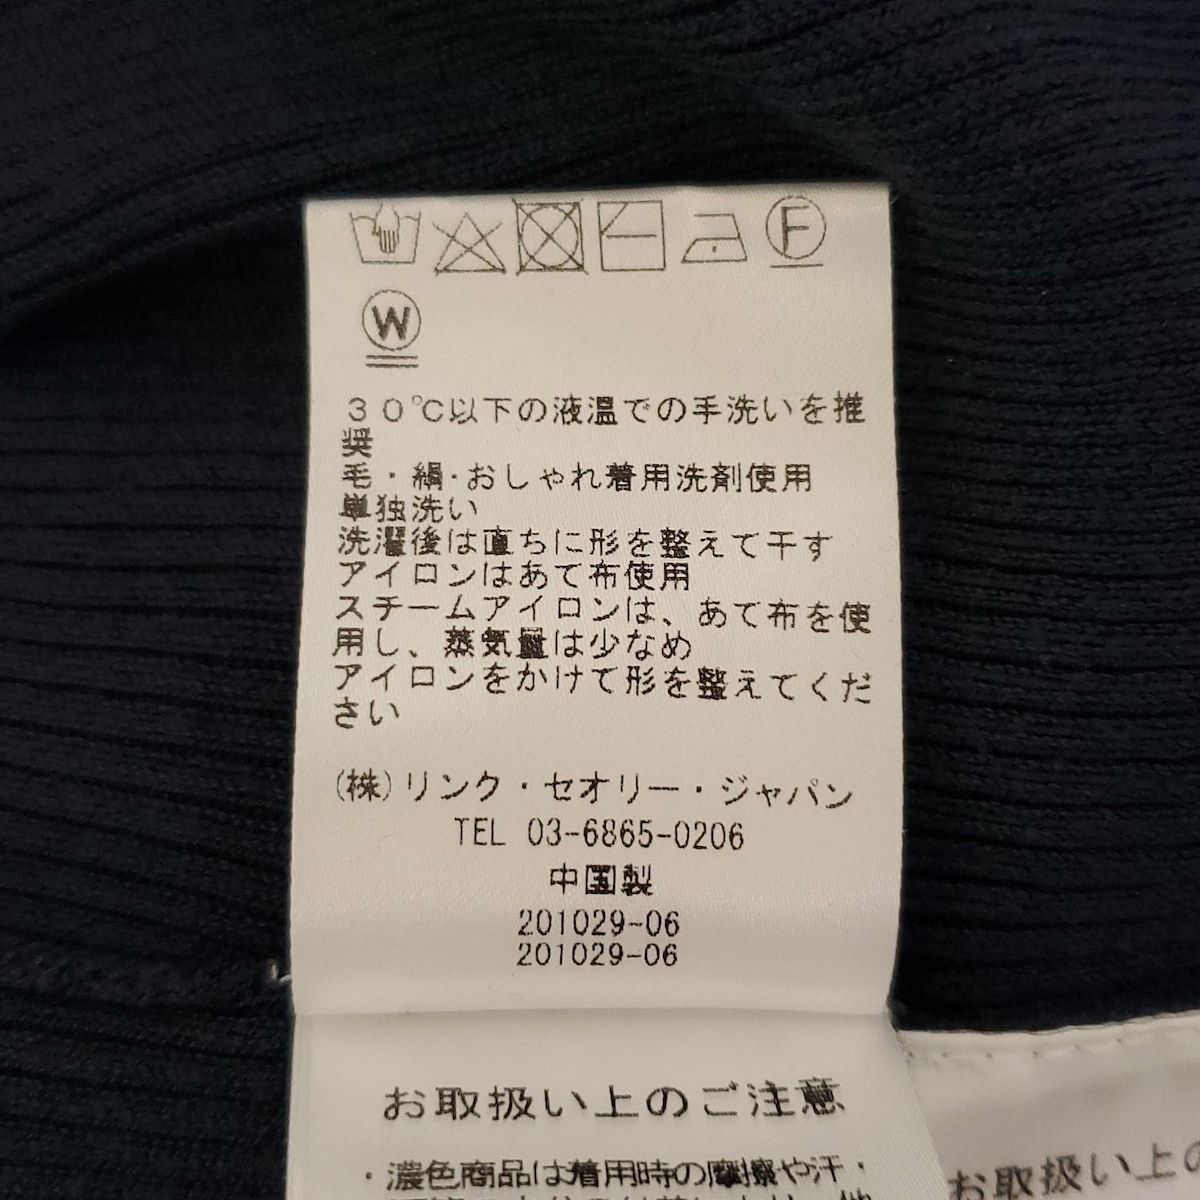 F
W
30℃以下の液温での手洗いを推
奨
毛・絹・おしゃれ着用洗剤使用
単独洗い
洗濯後は直ちに形を整えて干す
アイロンはあて布使用
スチームアイロンは、あて布を使
用し、蒸気量は少なめ
アイロンをかけて形を整えてくだ
さい
(株)リンク・セオリー・ジャパン
TEL 03-6865-0206
中国製
201029-06
201029-06
お取扱い上のご注意
・濃色商品は着用時の摩擦や汗・
お取扱い上の